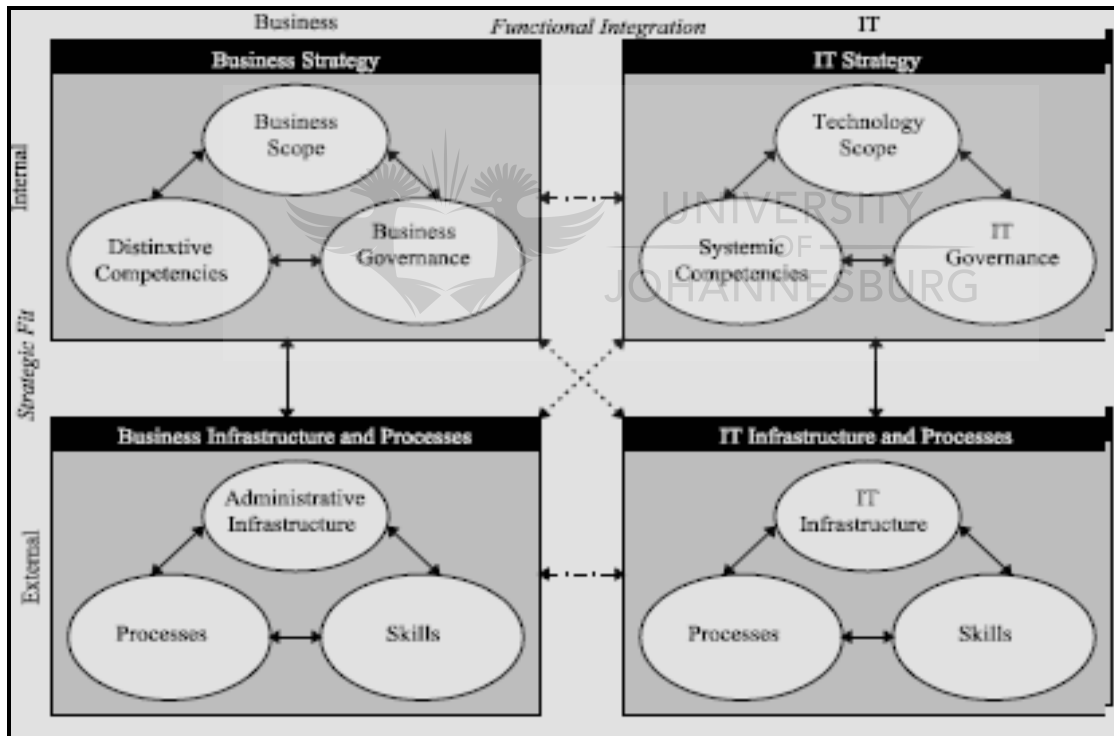 Business
Functional Integration
IT
Business Strategy
IT Strategy
Business
Scope
Technology
Scope
Internal
UNIVERSITY
OF
JOHANNESBURG
Distinxtive
Competencies
Business
Governance
Systemic
Competencies
IT
Governance
Strategic Fit
Business Infrastructure and Processes
IT Infrastructure and Processes
Administrative
Infrastructure
IT
Infrastructure
External
Processes
Skills
Processes
Skills